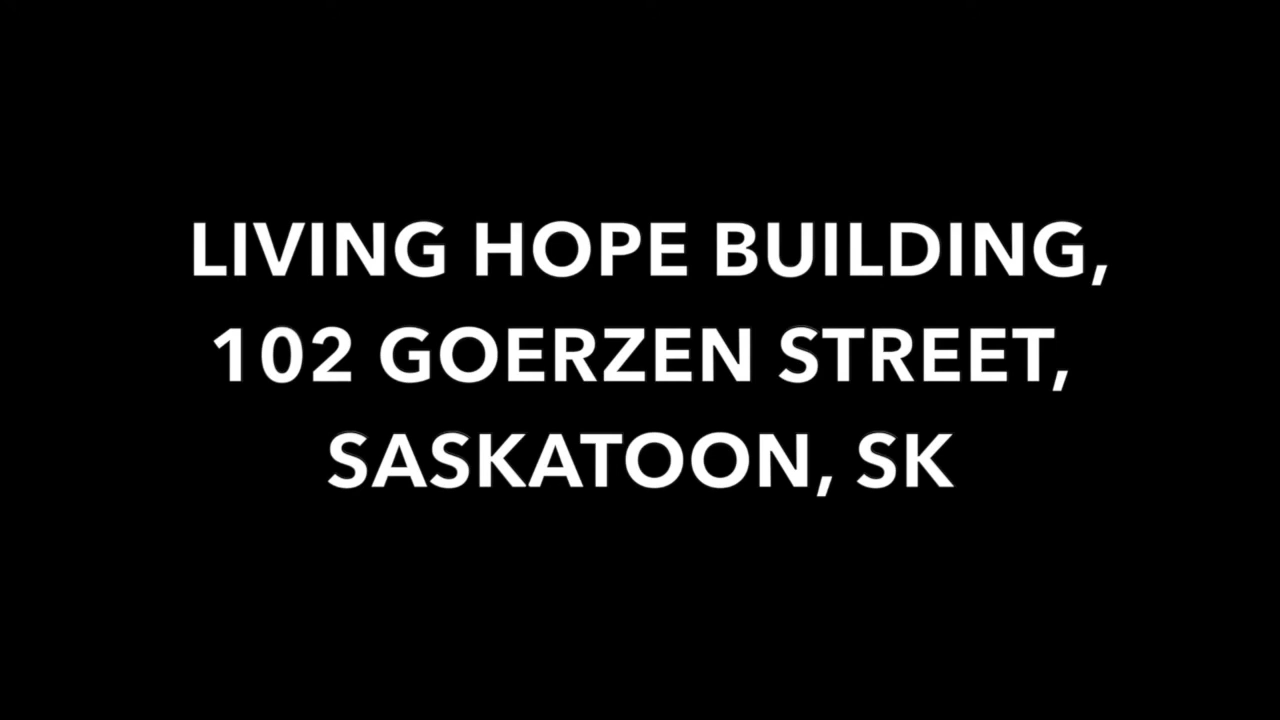 LIVING HOPE BUILDING,
102 GOERZEN STREET,
SASKATOON, SK